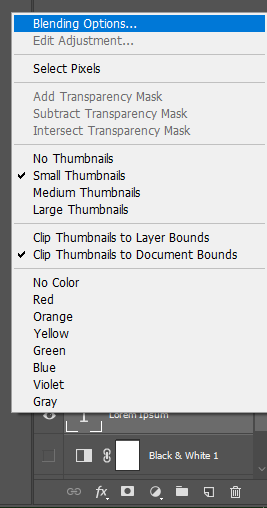 Blending Options...
Edit Adjustment...
Select Pixels
Add Transparency Mask
Subtract Transparency Mask
Intersect Transparency Mask
No Thumbnails
Small Thumbnails
Medium Thumbnails
Large Thumbnails
Clip Thumbnails to Layer Bounds
Clip Thumbnails to Document Bounds
No Color
Red
Orange
Yellow
Green
Blue
Violet
Gray
Lorem Ipsum
Black & White 1
fx